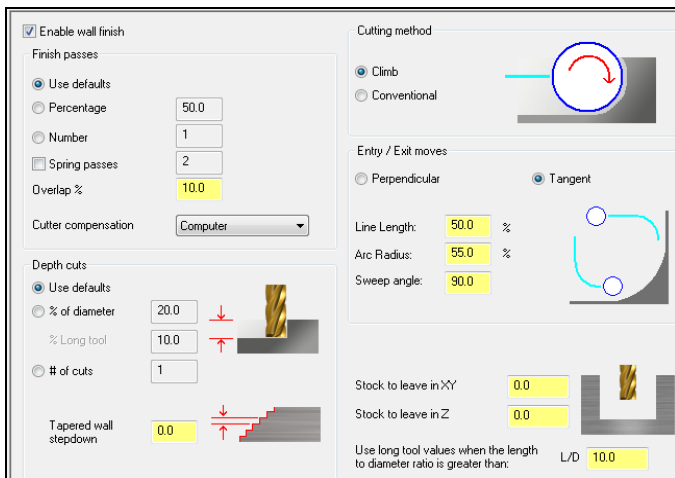 Enable wall finish
Finish passes
Use defaults
Percentage 50.0
Number 1
Spring passes 2
Overlap % 10.0
Cutter compensation Computer
Depth cuts
Use defaults
% of diameter 20.0
% Long tool 10.0
# of cuts 1
Tapered wall
stepdown 0.0
Cutting method
Climb
Conventional
Entry / Exit moves
Perpendicular Tangent
Line Length: 50.0 %
Arc Radius: 55.0 %
Sweep angle: 90.0
Stock to leave in XY 0.0
Stock to leave in Z 0.0
Use long tool values when the length
to diameter ratio is greater than: L/D 10.0